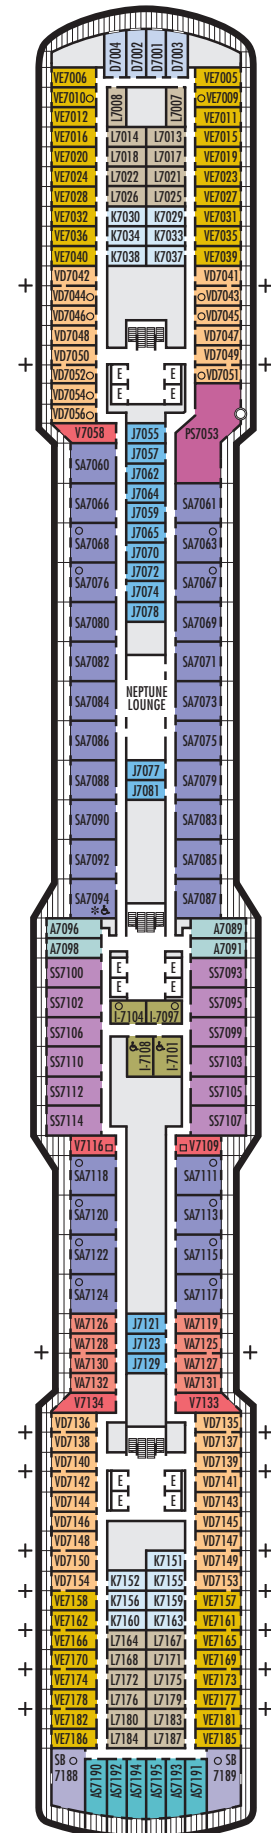 D7004 D7002 D7001 D7003
VE7006 VE7005
VE7010 L7008 L7007 VE7009
VE7012 VE7011
VE7016 L7014 L7013 VE7015
VE7020 L7018 L7017 VE7019
VE7024 L7022 L7021 VE7023
VE7028 L7026 L7025 VE7027
VE7032 K7030 K7029 VE7031
VE7036 K7034 K7033 VE7035
VE7040 K7038 K7037 VE7039
VD7042 VD7041
VD7044 VD7043
VD7046 VD7045
VD7048 VD7047
VD7050 VD7049
VD7052 E E VD7051
VD7054 E E
VD7056
V7058 J7055 PS7053
J7057
SA7060 J7062
J7064
SA7066 J7059 SA7061
J7065
SA7068 J7070 SA7063
J7072
SA7076 J7074 SA7067
J7078
SA7080 SA7069
SA7082 SA7071
NEPTUNE
LOUNGE
SA7084 SA7073
SA7086 SA7075
SA7088 J7077 SA7079
J7081
SA7090 SA7083
SA7092 SA7085
SA7094 SA7087
A7096 A7089
A7098 A7091
SS7100 E E SS7093
E E
SS7102 I-7104 I-7097 SS7095
SS7106 SS7099
SS7110 I-7108 I-7101 SS7103
SS7112 SS7105
SS7114 SS7107
V7116 V7109
SA7118 SA7111
SA7120 SA7113
SA7122 SA7115
SA7124 SA7117
VA7126 J7121 VA7119
VA7128 J7123 VA7125
VA7130 J7129 VA7127
VA7132 VA7131
V7134 V7133
VD7136 VD7135
VD7138 VD7137
VD7140 VD7139
VD7142 E E VD7141
VD7144 E E VD7143
VD7146 VD7145
VD7148 VD7147
VD7150 K7151 VD7149
VD7154 K7152 K7155 VD7153
VE7158 K7156 K7159 VE7157
VE7162 K7160 K7163 VE7161
VE7166 L7164 L7167 VE7165
VE7170 L7168 L7171 VE7169
VE7174 L7172 L7175 VE7173
VE7178 L7176 L7179 VE7177
VE7182 L7180 L7183 VE7181
VE7186 L7184 L7187 VE7185
SB 7188 AS7190 AS7192 AS7194 AS7195 AS7193 AS7191 SB 7189